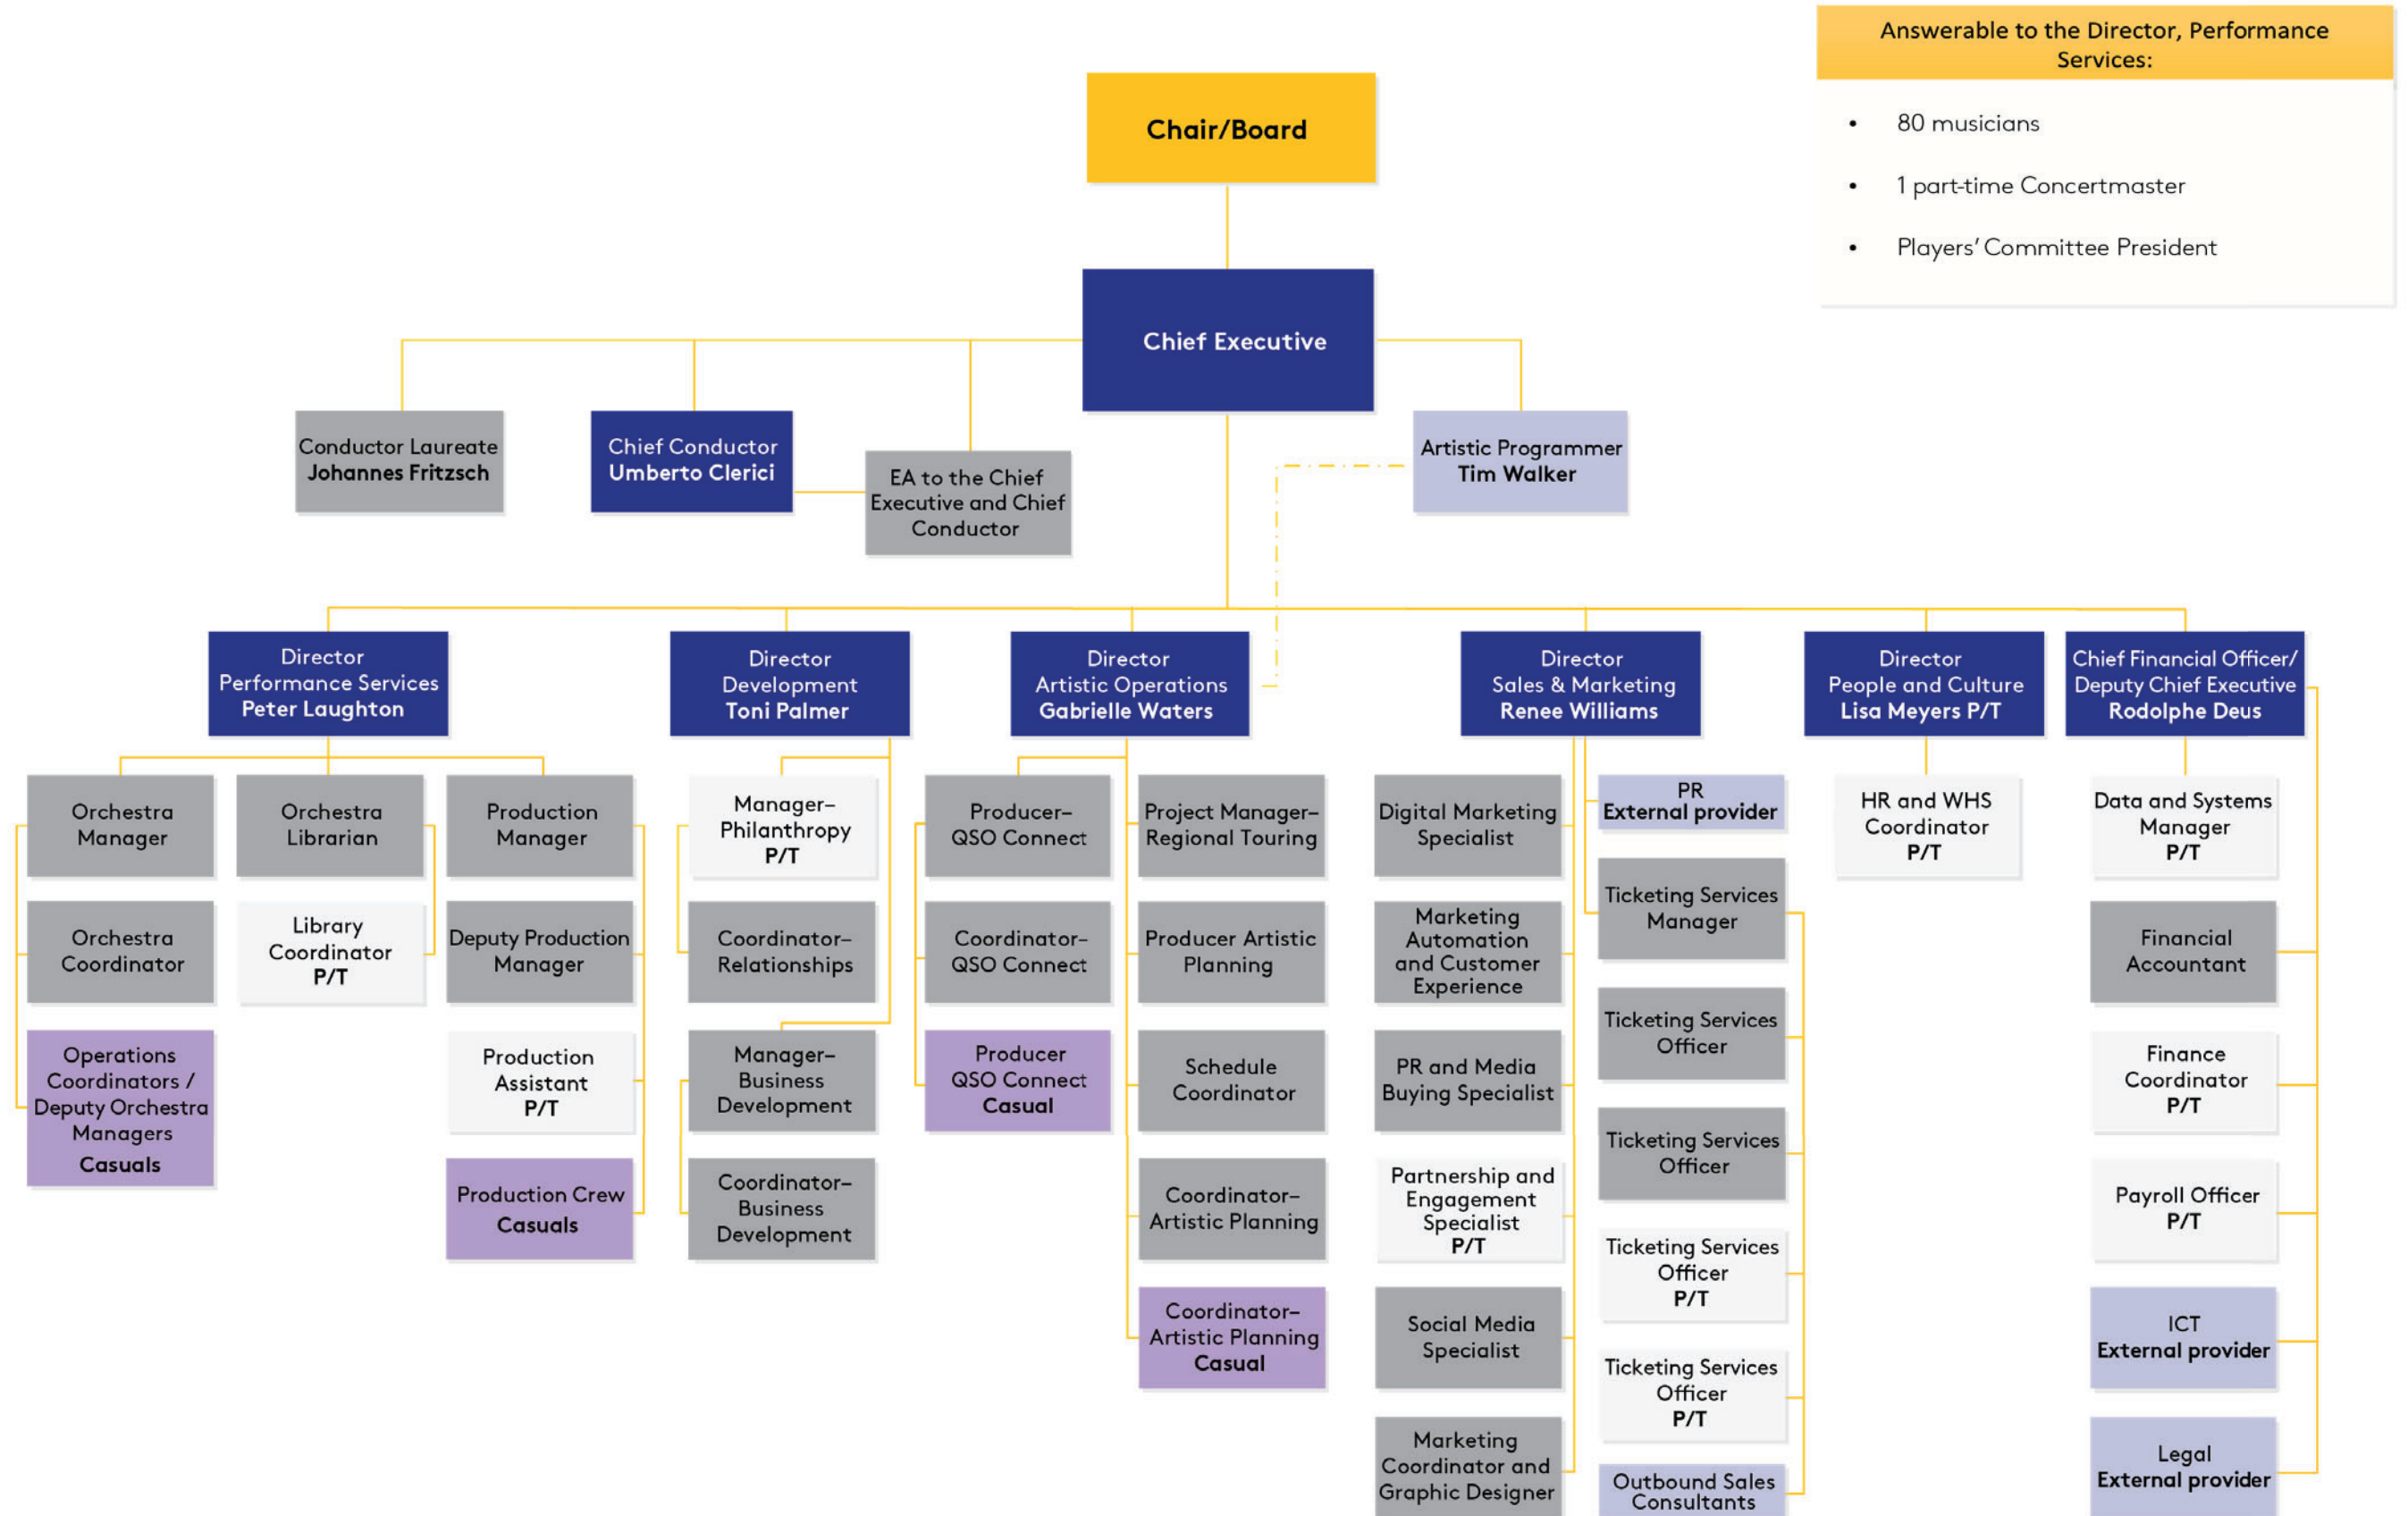 Answerable to the Director, Performance
Services:
• 80 musicians
• 1 part-time Concertmaster
• Players' Committee President
Chair/Board
Chief Executive
Conductor Laureate
Johannes Fritzsch
Chief Conductor
Umberto Clerici
EA to the Chief
Executive and Chief
Conductor
Artistic Programmer
Tim Walker
Director
Performance Services
Peter Laughton
Director
Development
Toni Palmer
Director
Artistic Operations
Gabrielle Waters
Director
Sales & Marketing
Renee Williams
Director
People and Culture
Lisa Meyers P/T
Chief Financial Officer/
Deputy Chief Executive
Rodolphe Deus
Orchestra
Manager
Orchestra
Coordinator
Operations
Coordinators /
Deputy Orchestra
Managers
Casuals
Orchestra
Librarian
Library
Coordinator
P/T
Production
Manager
Deputy Production
Manager
Production
Assistant
P/T
Production Crew
Casuals
Manager–
Philanthropy
P/T
Coordinator–
Relationships
Manager–
Business
Development
Coordinator–
Business
Development
Producer–
QSO Connect
Coordinator–
QSO Connect
Producer
QSO Connect
Casual
Project Manager–
Regional Touring
Producer Artistic
Planning
Schedule
Coordinator
Coordinator–
Artistic Planning
Coordinator–
Artistic Planning
Casual
Digital Marketing
Specialist
Marketing
Automation
and Customer
Experience
PR and Media
Buying Specialist
Partnership and
Engagement
Specialist
P/T
Social Media
Specialist
Marketing
Coordinator and
Graphic Designer
PR
External provider
Ticketing Services
Manager
Ticketing Services
Officer
Ticketing Services
Officer
Ticketing Services
Officer
P/T
Ticketing Services
Officer
P/T
Outbound Sales
Consultants
HR and WHS
Coordinator
P/T
Data and Systems
Manager
P/T
Financial
Accountant
Finance
Coordinator
P/T
Payroll Officer
P/T
ICT
External provider
Legal
External provider